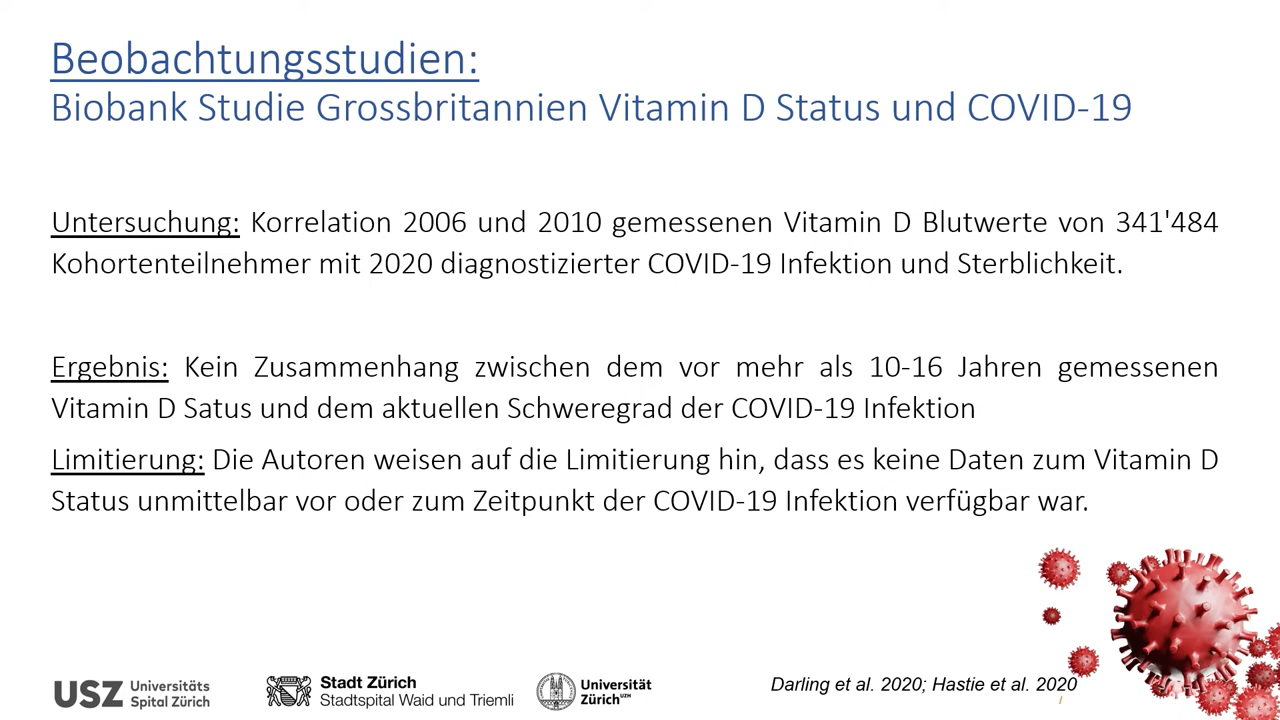 Beobachtungsstudien:
Biobank Studie Grossbritannien Vitamin D Status und COVID-19
Untersuchung: Korrelation 2006 und 2010 gemessenen Vitamin D Blutwerte von 341'484
Kohortenteilnehmer mit 2020 diagnostizierter COVID-19 Infektion und Sterblichkeit.
Ergebnis: Kein Zusammenhang zwischen dem vor mehr als 10-16 Jahren gemessenen
Vitamin D Satus und dem aktuellen Schweregrad der COVID-19 Infektion
Limitierung: Die Autoren weisen auf die Limitierung hin, dass es keine Daten zum Vitamin D
Status unmittelbar vor oder zum Zeitpunkt der COVID-19 Infektion verfügbar war.
Darling et al. 2020; Hastie et al. 2020
/
USZ Universitäts
Spital Zürich
Stadt Zürich
Stadtspital Waid und Triemli
Universität
Zürich UZH